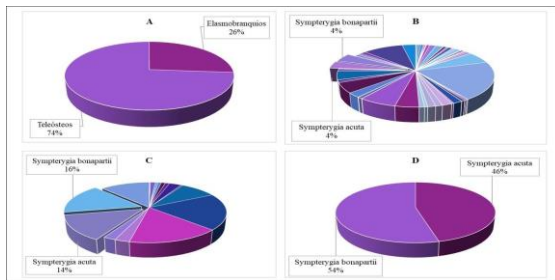 A
Elasmobranquios
26%
Teleósteos
74%
B
Sympterygia bonapartii
4%
Sympterygia acuta
4%
C
Sympterygia bonapartii
16%
Sympterygia acuta
14%
D
Sympterygia acuta
46%
Sympterygia bonapartii
54%